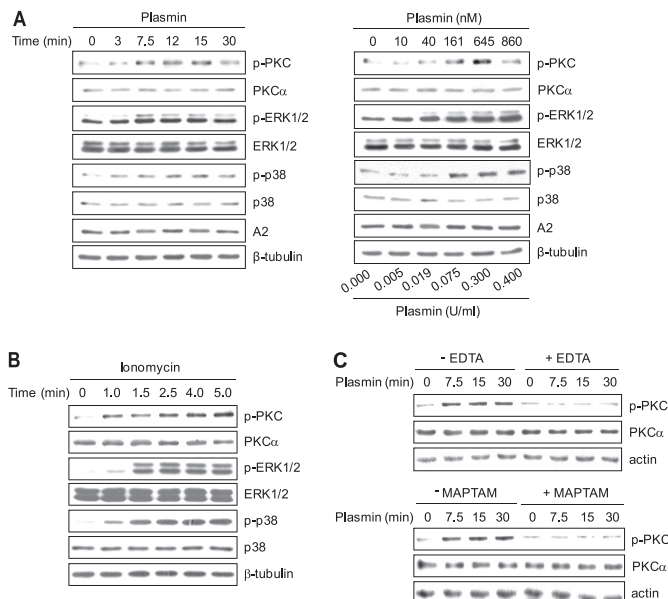 A
Plasmin
Time (min) 0 3 7.5 12 15 30
p-PKC
PKCα
p-ERK1/2
ERK1/2
p-p38
p38
A2
β-tubulin
Plasmin (nM)
0 10 40 161 645 860
p-PKC
PKCα
p-ERK1/2
ERK1/2
p-p38
p38
A2
β-tubulin
0.000 0.005 0.019 0.075 0.300 0.400
Plasmin (U/ml)
B
Ionomycin
Time (min) 0 1.0 1.5 2.5 4.0 5.0
p-PKC
PKCα
p-ERK1/2
ERK1/2
p-p38
p38
β-tubulin
C
- EDTA + EDTA
Plasmin (min) 0 7.5 15 30 0 7.5 15 30
p-PKC
PKCα
actin
- MAPTAM + MAPTAM
Plasmin (min) 0 7.5 15 30 0 7.5 15 30
p-PKC
PKCα
actin